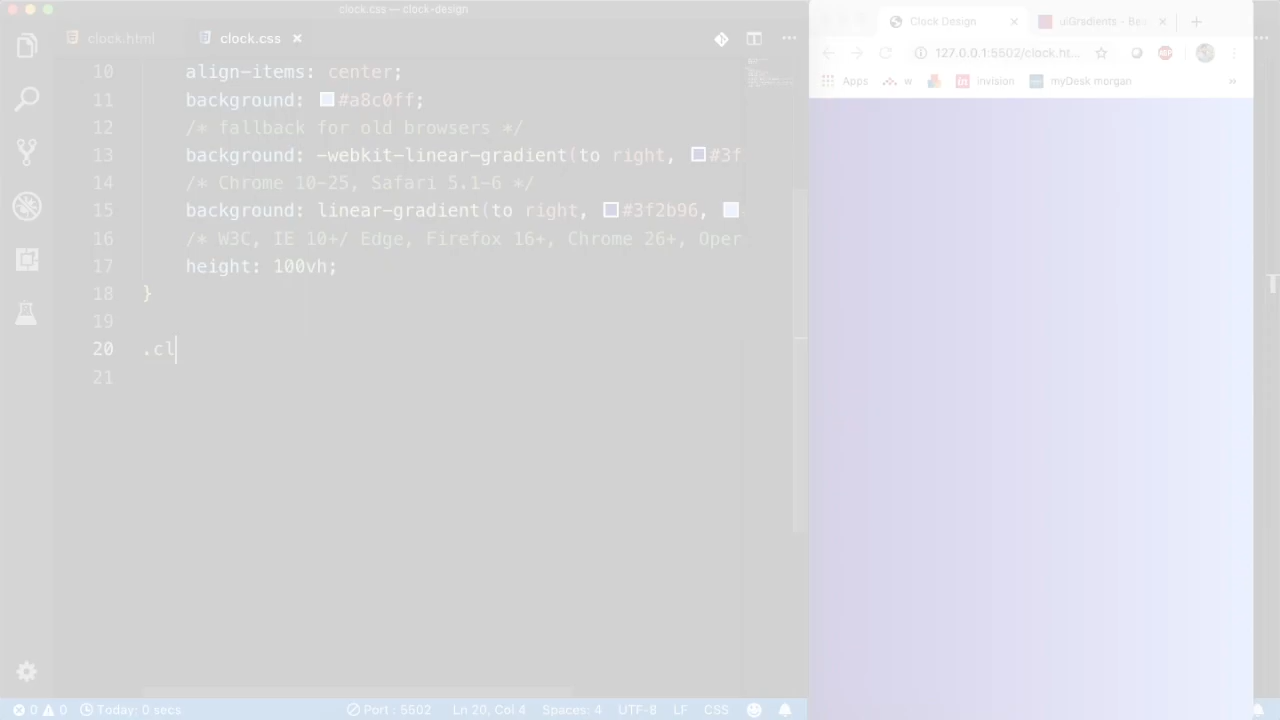 clock.css — clock-design
clock.html
clock.css
10 align-items: center;
11 background: #a8c0ff;
12 /* fallback for old browsers */
13 background: -webkit-linear-gradient(to right, #3f
14 /* Chrome 10-25, Safari 5.1-6 */
15 background: linear-gradient(to right, #3f2b96,
16 /* W3C, IE 10+/ Edge, Firefox 16+, Chrome 26+, Oper
17 height: 100vh;
18 }
19
20 .cl
21
0 0 Today: 0 secs Port : 5502 Ln 20, Col 4 Spaces: 4 UTF-8 LF CSS
Clock Design
uiGradients - Bea
127.0.0.1:5502/clock.ht...
ABP
Apps w in invision myDesk morgan »
T